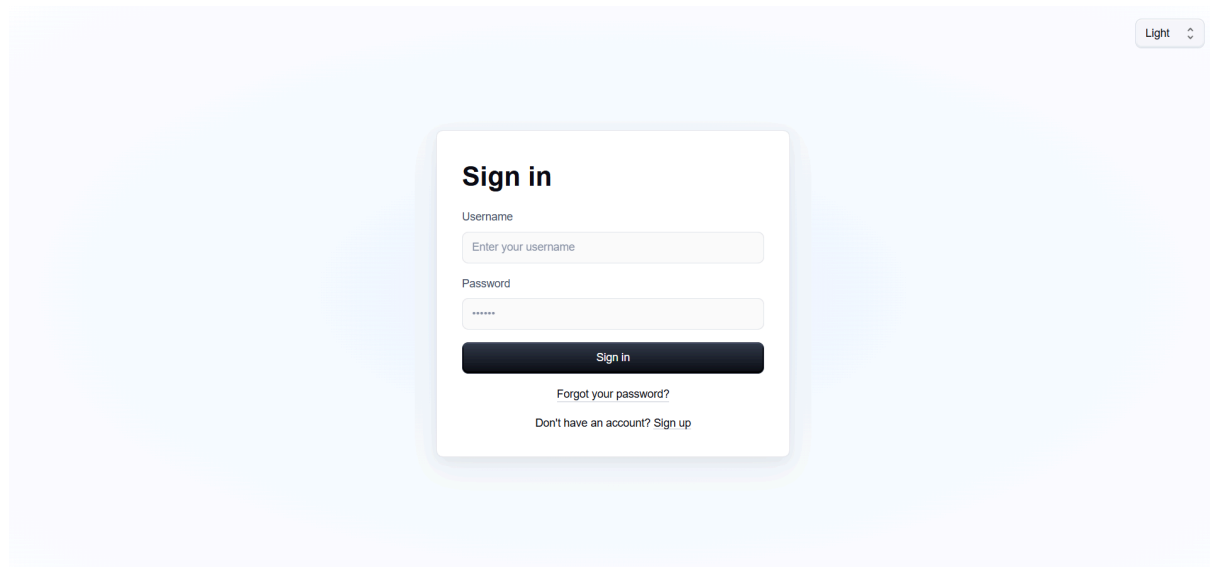 Light
Sign in
Username
Enter your username
Password
••••••
Sign in
Forgot your password?
Don't have an account? Sign up